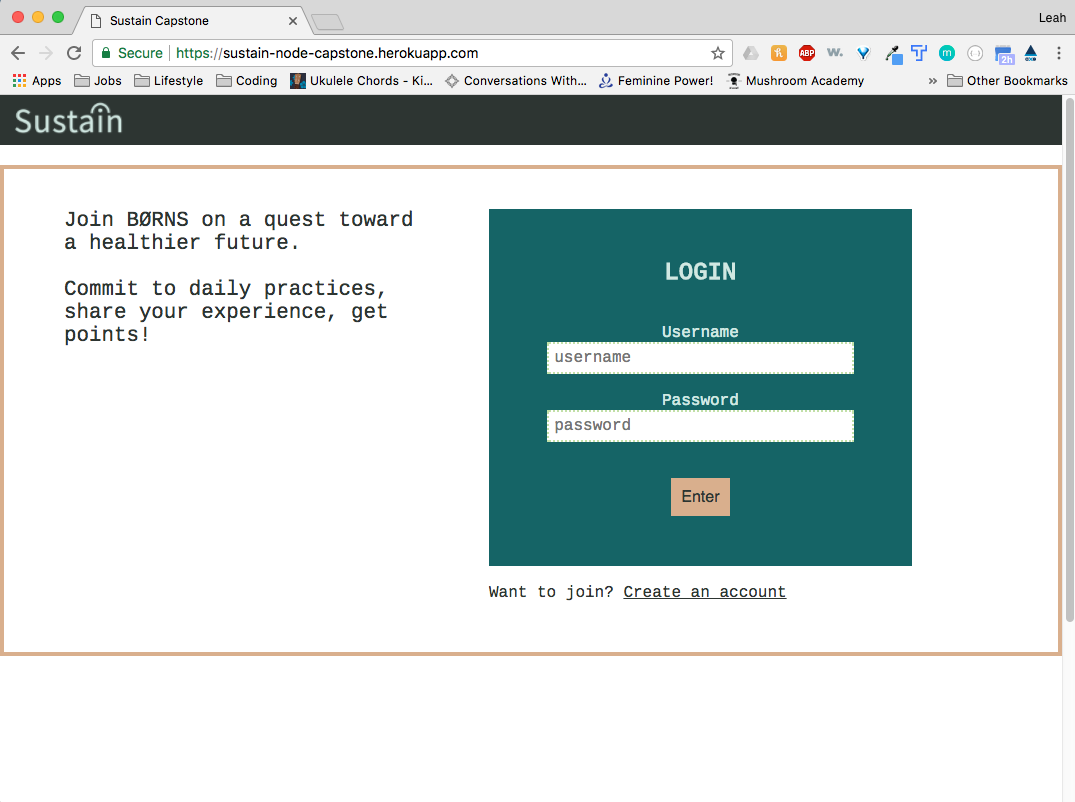 Sustain Capstone
Leah
Secure https://sustain-node-capstone.herokuapp.com
ABP w. T m 2h
Apps Jobs Lifestyle Coding Ukulele Chords - Ki... Conversations With... Feminine Power! Mushroom Academy » Other Bookmarks
Sustain
Join BØRNS on a quest toward
a healthier future.
Commit to daily practices,
share your experience, get
points!
LOGIN
Username
username
Password
password
Enter
Want to join? Create an account